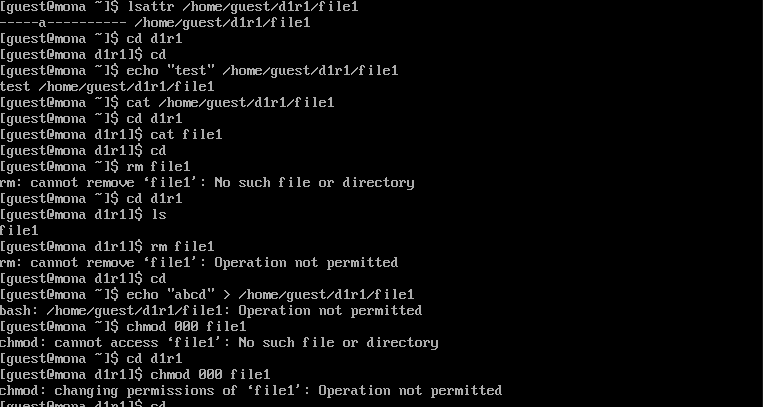 [guest@mona ~]$ lsattr /home/guest/d1r1/file1
-----a---------- /home/guest/d1r1/file1
[guest@mona ~]$ cd d1r1
[guest@mona d1r1]$ cd
[guest@mona ~]$ echo "test" /home/guest/d1r1/file1
test /home/guest/d1r1/file1
[guest@mona ~]$ cat /home/guest/d1r1/file1
[guest@mona ~]$ cd d1r1
[guest@mona d1r1]$ cat file1
[guest@mona d1r1]$ cd
[guest@mona ~]$ rm file1
rm: cannot remove ‘file1’: No such file or directory
[guest@mona ~]$ cd d1r1
[guest@mona d1r1]$ ls
file1
[guest@mona d1r1]$ rm file1
rm: cannot remove ‘file1’: Operation not permitted
[guest@mona d1r1]$ cd
[guest@mona ~]$ echo "abcd" > /home/guest/d1r1/file1
bash: /home/guest/d1r1/file1: Operation not permitted
[guest@mona ~]$ chmod 000 file1
chmod: cannot access ‘file1’: No such file or directory
[guest@mona ~]$ cd d1r1
[guest@mona d1r1]$ chmod 000 file1
chmod: changing permissions of ‘file1’: Operation not permitted
[guest@mona d1r1]$ cd